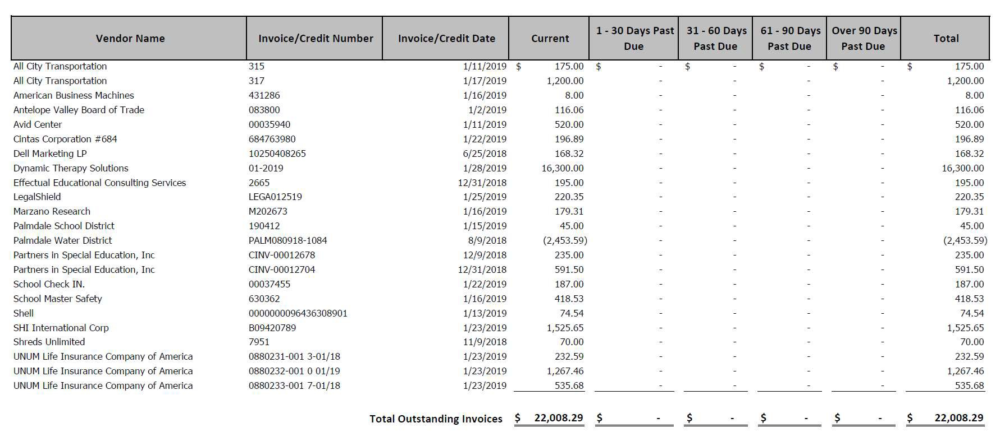 Vendor Name Invoice/Credit Number Invoice/Credit Date Current 1 - 30 Days Past Due 31 - 60 Days Past Due 61 - 90 Days Past Due Over 90 Days Past Due Total
All City Transportation 315 1/11/2019 $ 175.00 $ - $ - $ - $ - $ 175.00
All City Transportation 317 1/17/2019 1,200.00 - - - - 1,200.00
American Business Machines 431286 1/16/2019 8.00 - - - - 8.00
Antelope Valley Board of Trade 083800 1/2/2019 116.06 - - - - 116.06
Avid Center 00035940 1/11/2019 520.00 - - - - 520.00
Cintas Corporation #684 684763980 1/22/2019 196.89 - - - - 196.89
Dell Marketing LP 10250408265 6/25/2018 168.32 - - - - 168.32
Dynamic Therapy Solutions 01-2019 1/28/2019 16,300.00 - - - - 16,300.00
Effectual Educational Consulting Services 2665 12/31/2018 195.00 - - - - 195.00
LegalShield LEGA012519 1/25/2019 220.35 - - - - 220.35
Marzano Research M202673 1/16/2019 179.31 - - - - 179.31
Palmdale School District 190412 1/15/2019 45.00 - - - - 45.00
Palmdale Water District PALM080918-1084 8/9/2018 (2,453.59) - - - - (2,453.59)
Partners in Special Education, Inc CINV-00012678 12/9/2018 235.00 - - - - 235.00
Partners in Special Education, Inc CINV-00012704 12/31/2018 591.50 - - - - 591.50
School Check IN. 00037455 1/22/2019 187.00 - - - - 187.00
School Master Safety 630362 1/16/2019 418.53 - - - - 418.53
Shell 0000000096436308901 1/13/2019 74.54 - - - - 74.54
SHI International Corp B09420789 1/23/2019 1,525.65 - - - - 1,525.65
Shreds Unlimited 7951 11/9/2018 70.00 - - - - 70.00
UNUM Life Insurance Company of America 0880231-001 3-01/18 1/23/2019 232.59 - - - - 232.59
UNUM Life Insurance Company of America 0880232-001 0 01/19 1/23/2019 1,267.46 - - - - 1,267.46
UNUM Life Insurance Company of America 0880233-001 7-01/18 1/23/2019 535.68 - - - - 535.68
Total Outstanding Invoices $ 22,008.29 $ - $ - $ - $ - $ 22,008.29